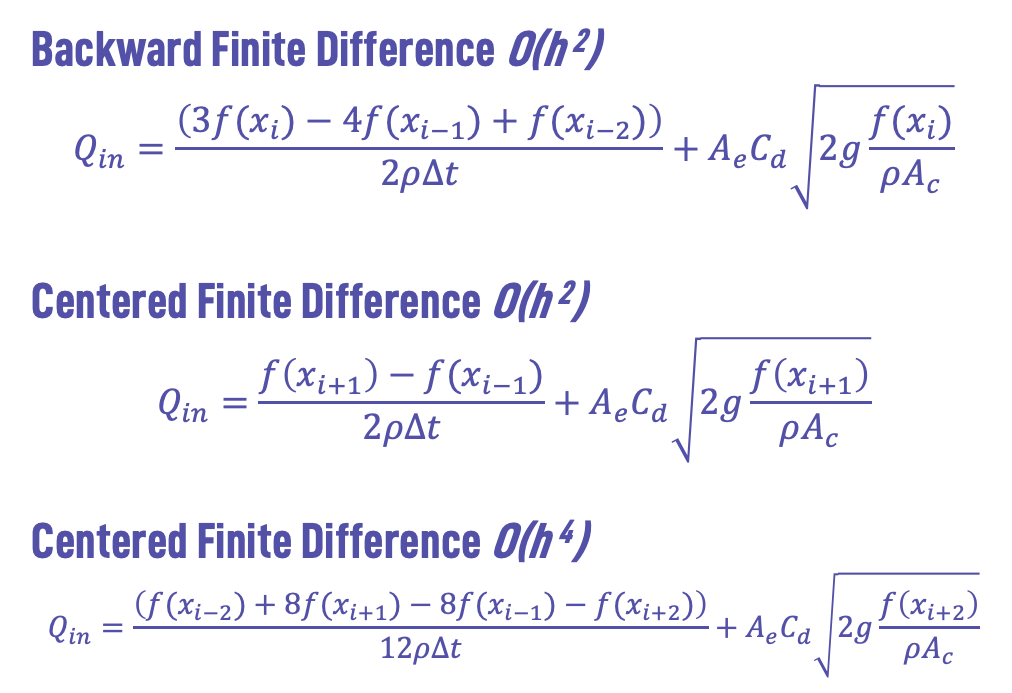 Backward Finite Difference O(h²)
Q_in = (3f(x_i) − 4f(x_{i−1}) + f(x_{i−2})) / 2ρΔt + A_e C_d √(2g f(x_i) / ρA_c)
Centered Finite Difference O(h²)
Q_in = f(x_{i+1}) − f(x_{i−1}) / 2ρΔt + A_e C_d √(2g f(x_{i+1}) / ρA_c)
Centered Finite Difference O(h⁴)
Q_in = (f(x_{i−2}) + 8f(x_{i+1}) − 8f(x_{i−1}) − f(x_{i+2})) / 12ρΔt + A_e C_d √(2g f(x_{i+2}) / ρA_c)